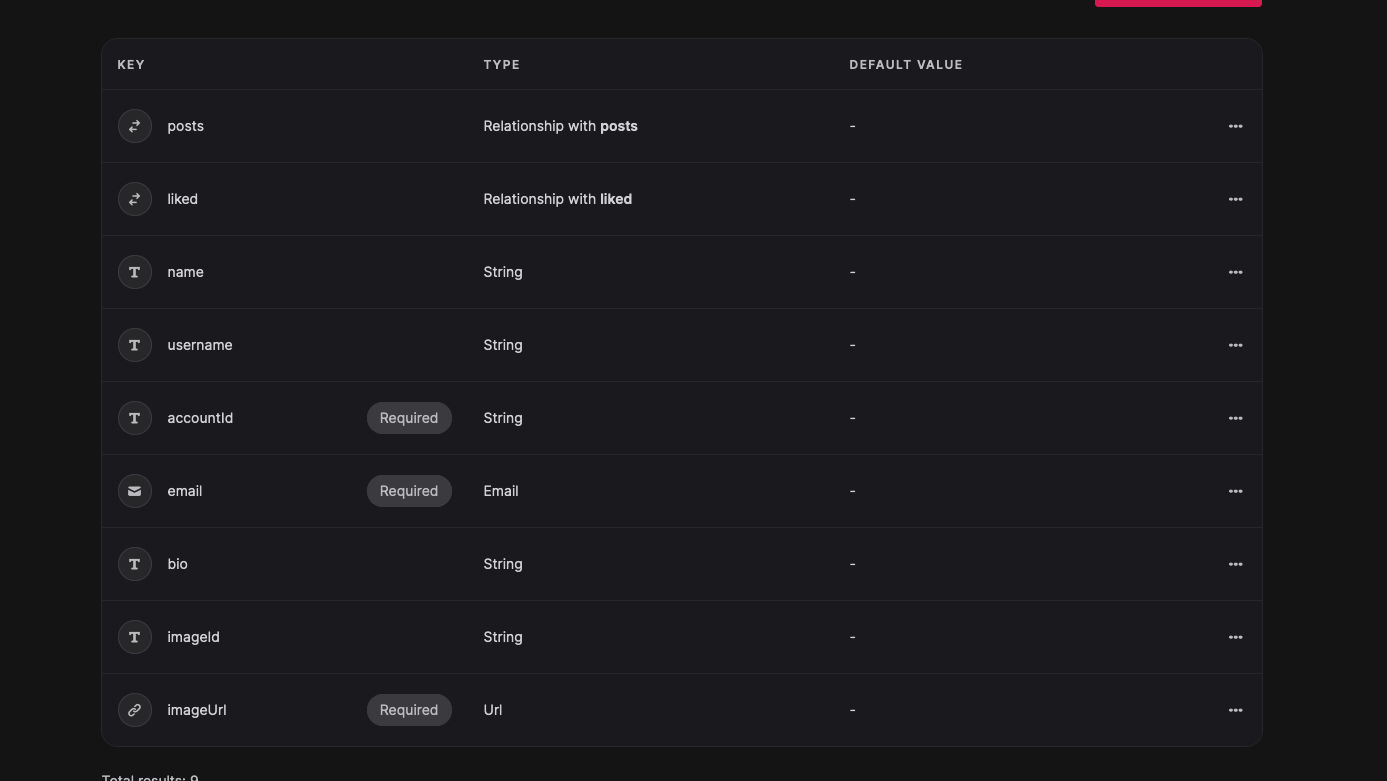 KEY TYPE DEFAULT VALUE
posts Relationship with posts -
liked Relationship with liked -
name String -
username String -
accountId Required String -
email Required Email -
bio String -
imageId String -
imageUrl Required Url -
Total results: 9